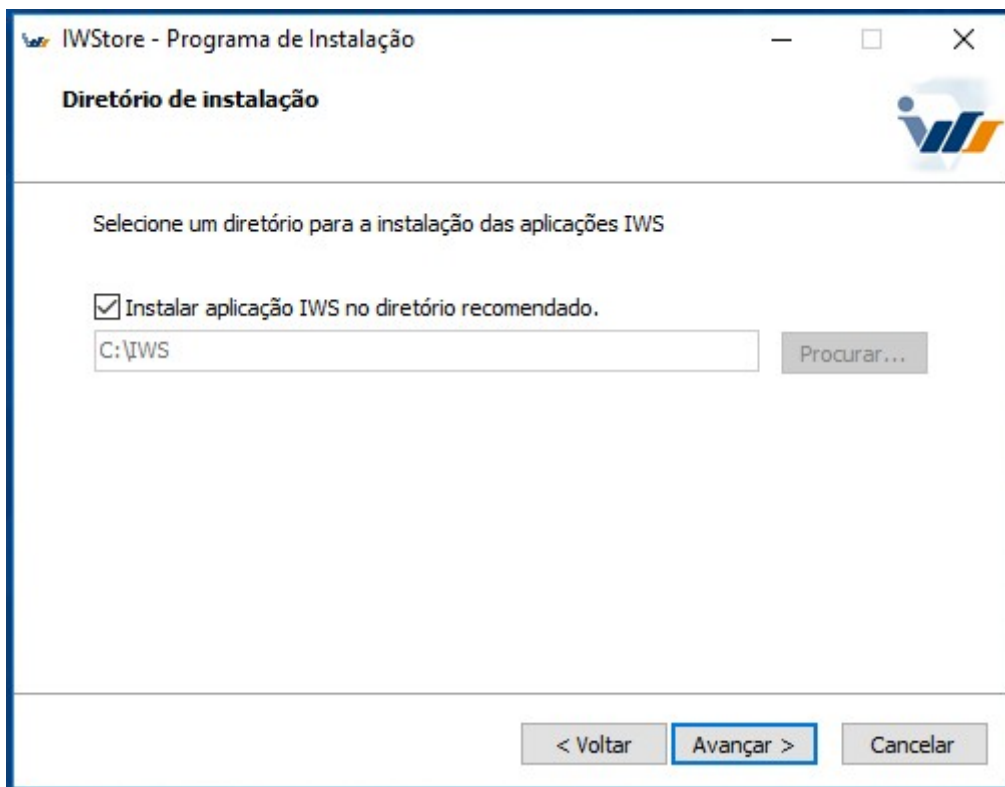 IWStore - Programa de Instalação
Diretório de instalação
Selecione um diretório para a instalação das aplicações IWS
Instalar aplicação IWS no diretório recomendado.
C:\IWS
Procurar...
< Voltar
Avançar >
Cancelar